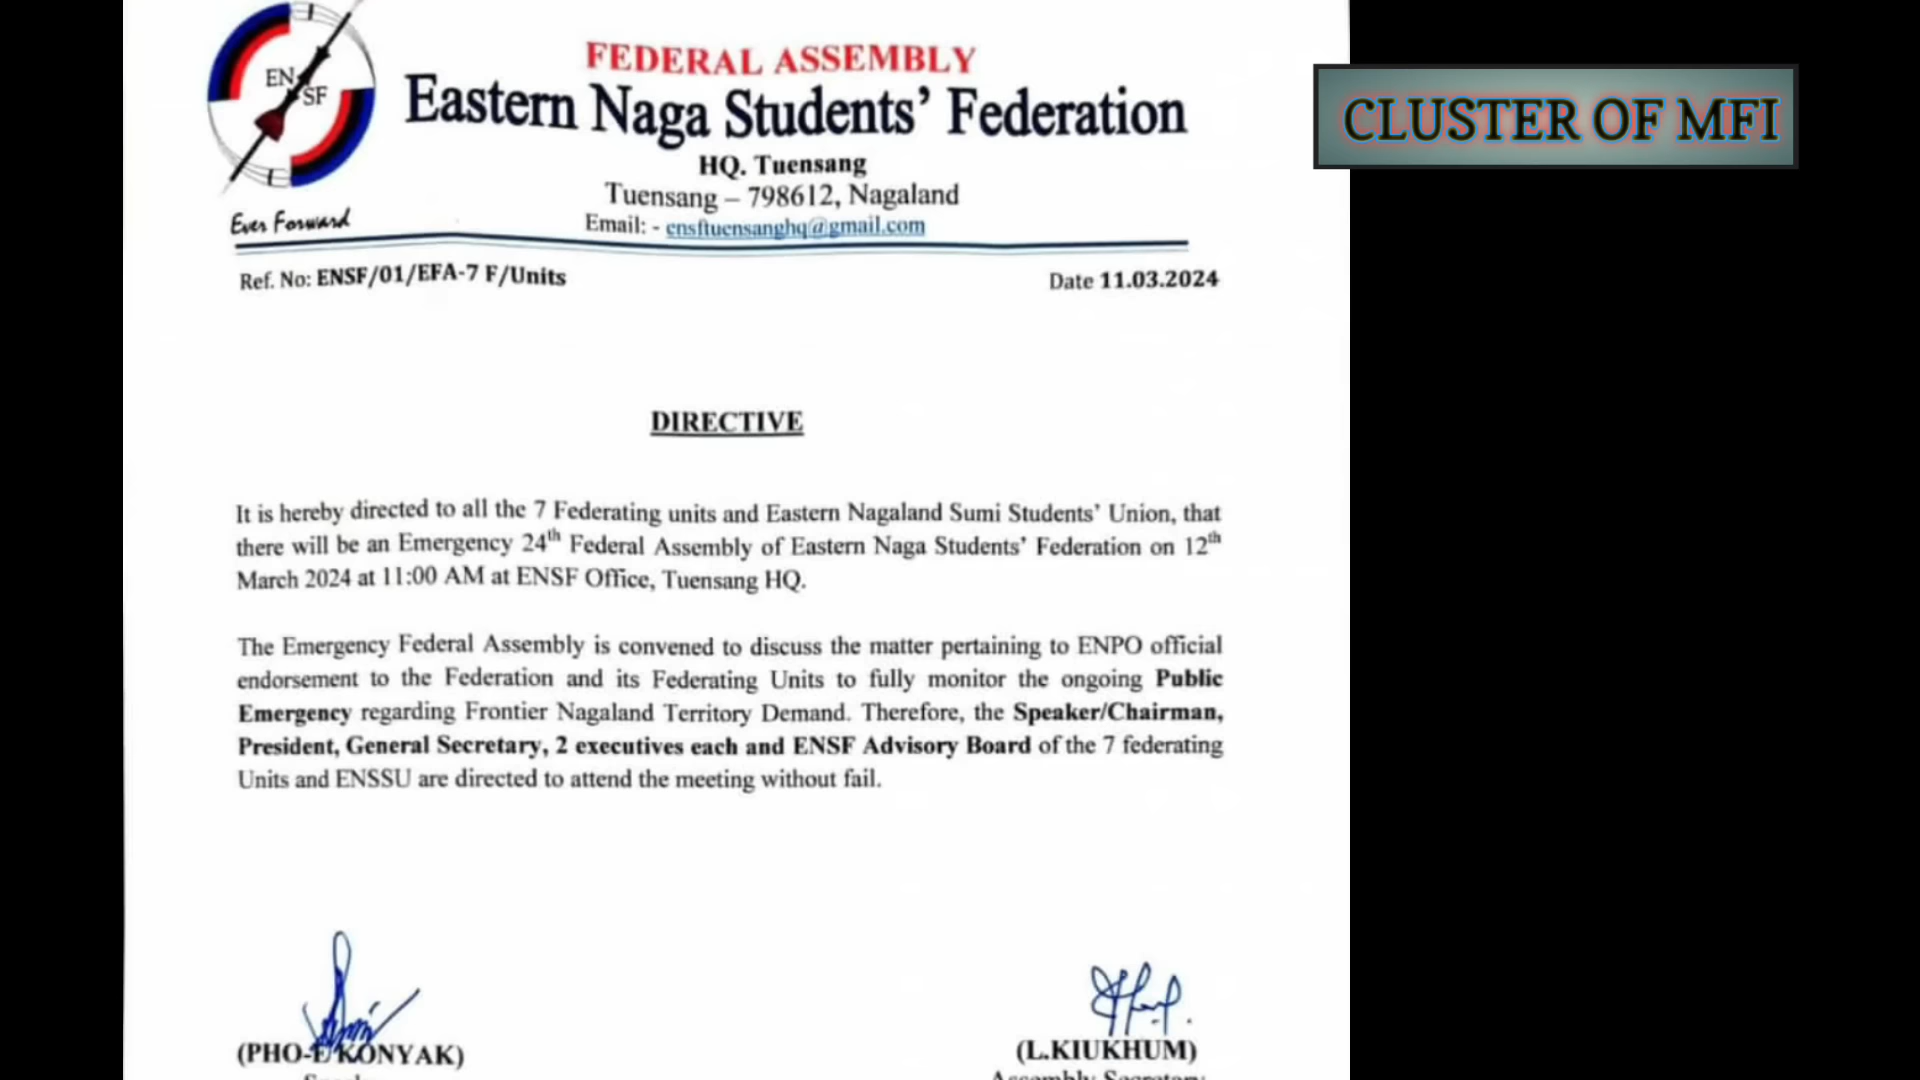 EN
SF
Ever Forward
FEDERAL ASSEMBLY
Eastern Naga Students' Federation
HQ. Tuensang
Tuensang – 798612, Nagaland
Email: - ensftuensanghq@gmail.com
CLUSTER OF MFI
Ref. No: ENSF/01/EFA-7 F/Units
Date 11.03.2024
DIRECTIVE
It is hereby directed to all the 7 Federating units and Eastern Nagaland Sumi Students' Union, that
there will be an Emergency 24th Federal Assembly of Eastern Naga Students' Federation on 12th
March 2024 at 11:00 AM at ENSF Office, Tuensang HQ.
The Emergency Federal Assembly is convened to discuss the matter pertaining to ENPO official
endorsement to the Federation and its Federating Units to fully monitor the ongoing Public
Emergency regarding Frontier Nagaland Territory Demand. Therefore, the Speaker/Chairman,
President, General Secretary, 2 executives each and ENSF Advisory Board of the 7 federating
Units and ENSSU are directed to attend the meeting without fail.
KONYAK)
(L.KIUKHUM)
Assembly Secretary